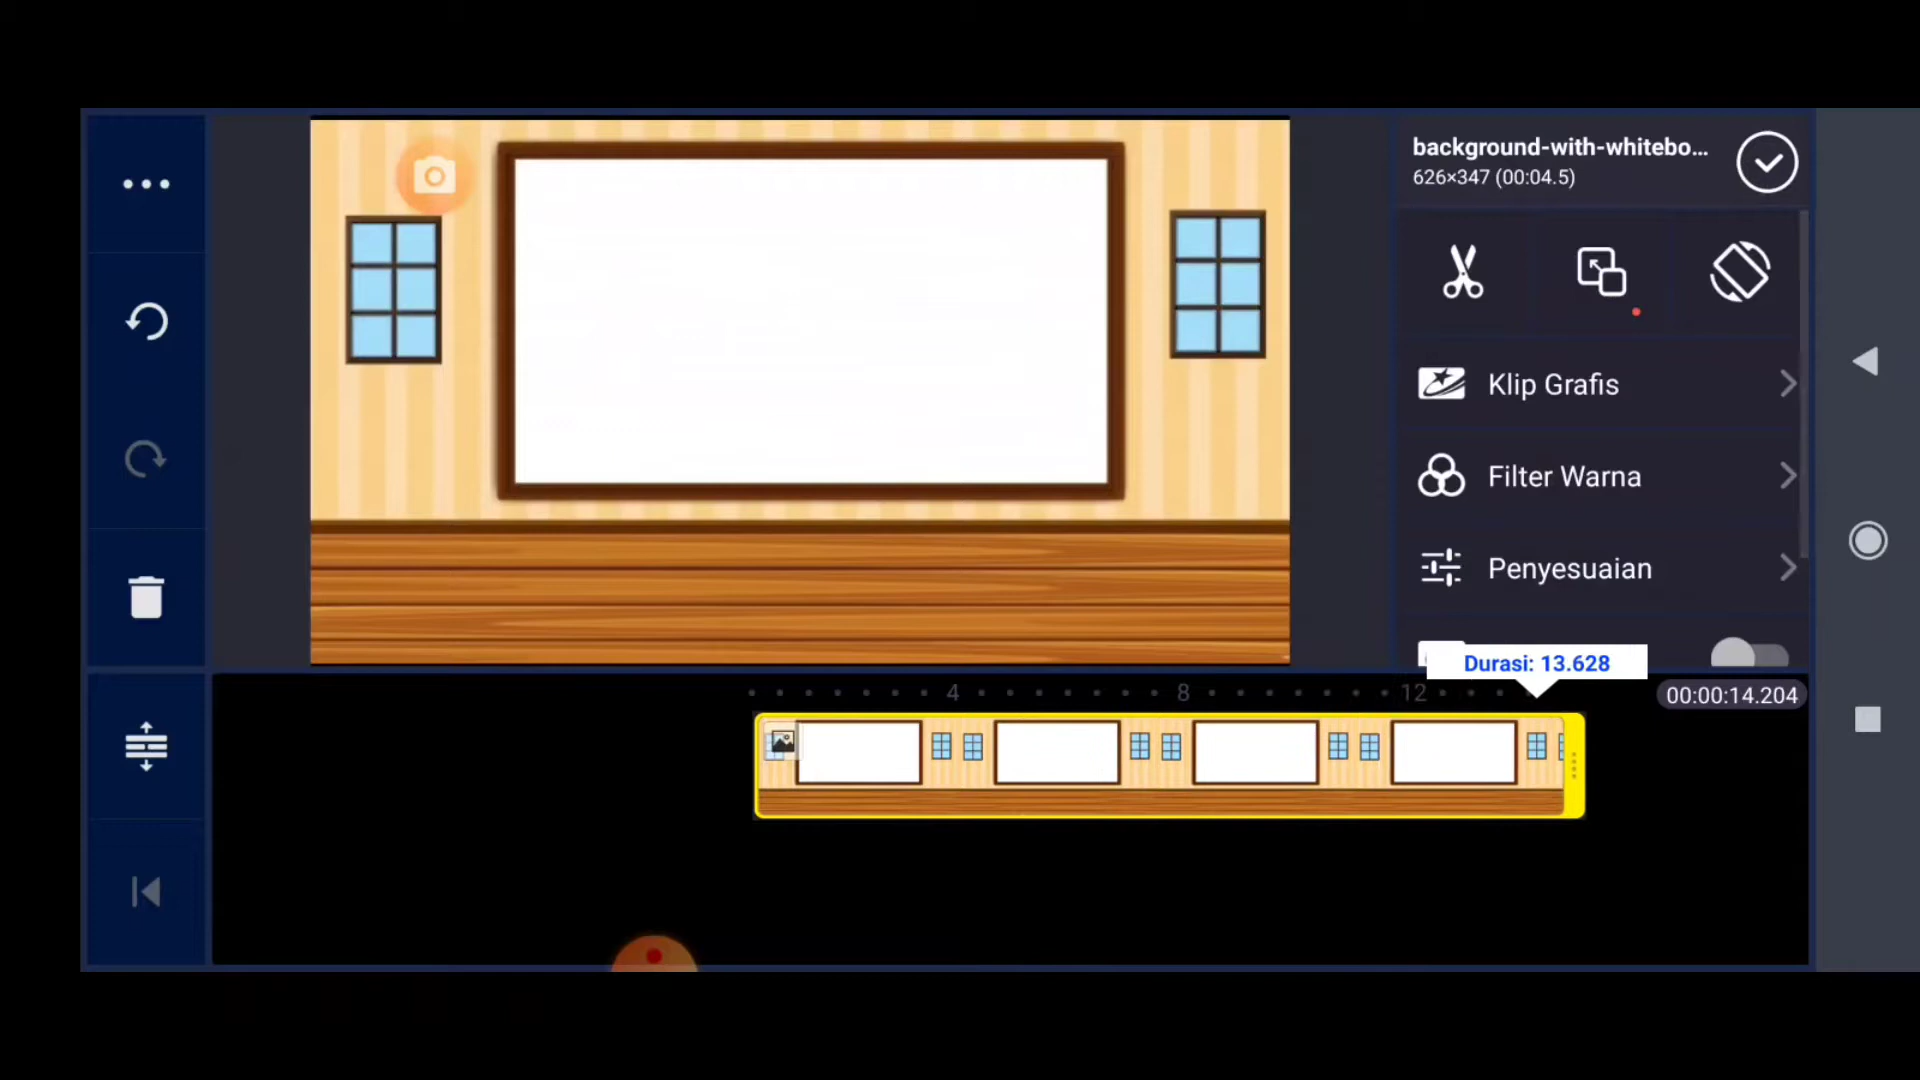 background-with-whitebo...
626×347 (00:04.5)
Klip Grafis
Filter Warna
Penyesuaian
Durasi: 13.628
4
8
12
00:00:14.204